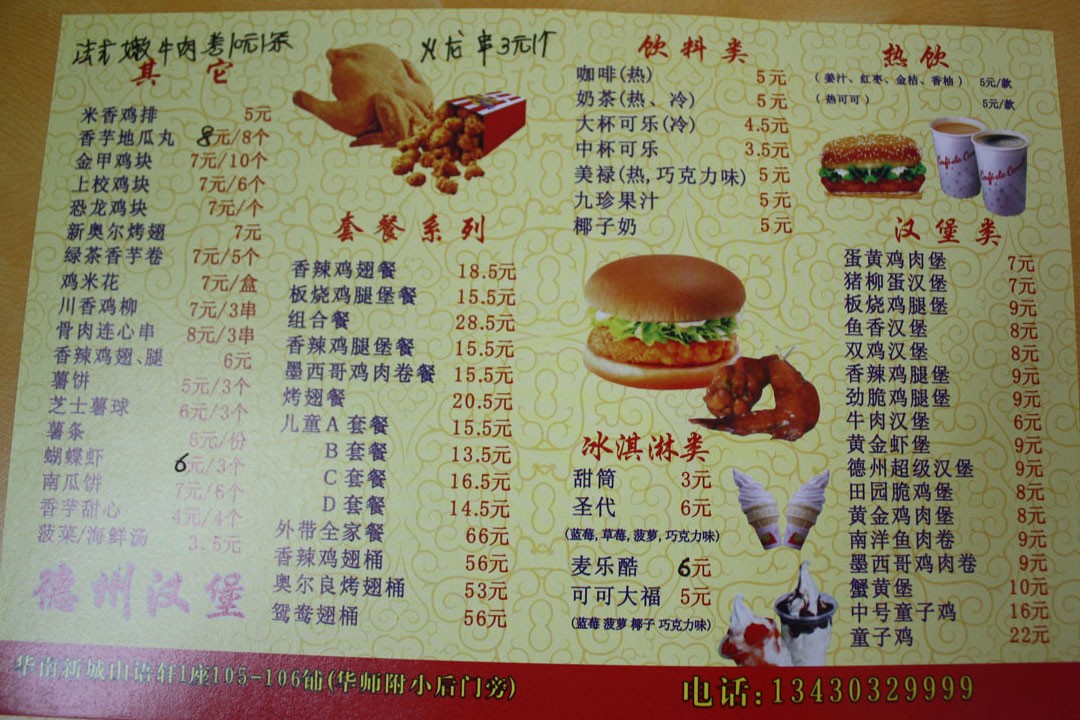 法式嫩牛肉卷10元1条
火龙串3元1个
其它
米香鸡排 5元
香芋地瓜丸 8元/8个
金甲鸡块 7元/10个
上校鸡块 7元/6个
恐龙鸡块 7元/个
新奥尔烤翅 7元
绿茶香芋卷 7元/5个
鸡米花 7元/盒
川香鸡柳 7元/3串
骨肉连心串 8元/3串
香辣鸡翅、腿 6元
薯饼 5元/3个
芝士薯球 6元/3个
薯条 6元/份
蝴蝶虾 6元/3个
南瓜饼 7元/6个
香芋甜心 4元/4个
菠菜/海鲜汤 3.5元
德州汉堡
套餐系列
香辣鸡翅餐 18.5元
板烧鸡腿堡餐 15.5元
组合餐 28.5元
香辣鸡腿堡餐 15.5元
墨西哥鸡肉卷餐 15.5元
烤翅餐 20.5元
儿童A套餐 15.5元
B套餐 13.5元
C套餐 16.5元
D套餐 14.5元
外带全家餐 66元
香辣鸡翅桶 56元
奥尔良烤翅桶 53元
鸳鸯翅桶 56元
饮料类
咖啡(热) 5元
奶茶(热、冷) 5元
大杯可乐(冷) 4.5元
中杯可乐 3.5元
美禄(热,巧克力味) 5元
九珍果汁 5元
椰子奶 5元
冰淇淋类
甜筒 3元
圣代 6元
(蓝莓,草莓,菠萝,巧克力味)
麦乐酷 6元
可可大福 5元
(蓝莓 菠萝 椰子 巧克力味)
热饮
(姜汁、红枣、金桔、香柚) 5元/款
(热可可) 5元/款
汉堡类
蛋黄鸡肉堡 7元
猪柳蛋汉堡 7元
板烧鸡腿堡 9元
鱼香汉堡 8元
双鸡汉堡 8元
香辣鸡腿堡 9元
劲脆鸡腿堡 9元
牛肉汉堡 6元
黄金虾堡 9元
德州超级汉堡 9元
田园脆鸡堡 8元
黄金鸡肉堡 8元
南洋鱼肉卷 9元
墨西哥鸡肉卷 9元
蟹黄堡 10元
中号童子鸡 16元
童子鸡 22元
华南新城山语轩1座105-106铺(华师附小后门旁)
电话:13430329999